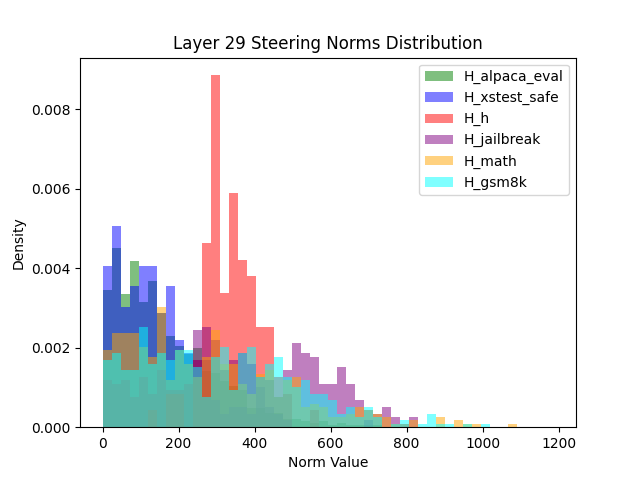 Layer 29 Steering Norms Distribution
H_alpaca_eval
H_xstest_safe
H_h
H_jailbreak
H_math
H_gsm8k
Density
0.008
0.006
0.004
0.002
0.000
0 200 400 600 800 1000 1200
Norm Value